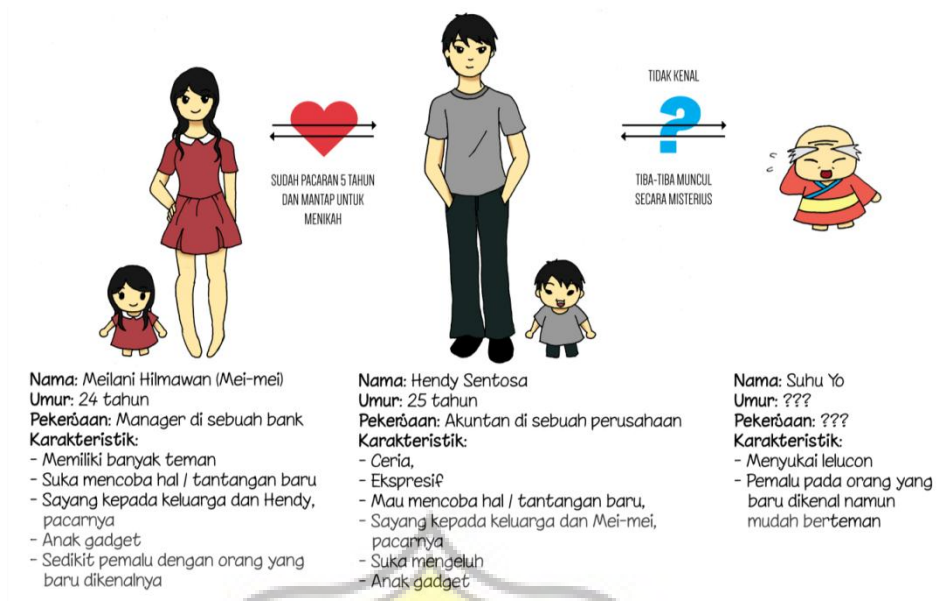 SUDAH PACARAN 5 TAHUN
DAN MANTAP UNTUK
MENIKAH
TIDAK KENAL
?
TIBA-TIBA MUNCUL
SECARA MISTERIUS
Nama: Meilani Hilmawan (Mei-mei)
Umur: 24 tahun
Pekerjaan: Manager di sebuah bank
Karakteristik:
- Memiliki banyak teman
- Suka mencoba hal / tantangan baru
- Sayang kepada keluarga dan Hendy,
pacarnya
- Anak gadget
- Sedikit pemalu dengan orang yang
baru dikenalnya
Nama: Hendy Sentosa
Umur: 25 tahun
Pekerjaan: Akuntan di sebuah perusahaan
Karakteristik:
- Ceria,
- Ekspresif
- Mau mencoba hal / tantangan baru,
- Sayang kepada keluarga dan Mei-mei,
pacarnya
- Suka mengeluh
- Anak gadget
Nama: Suhu Yo
Umur: ???
Pekerjaan: ???
Karakteristik:
- Menyukai lelucon
- Pemalu pada orang yang
baru dikenal namun
mudah berteman